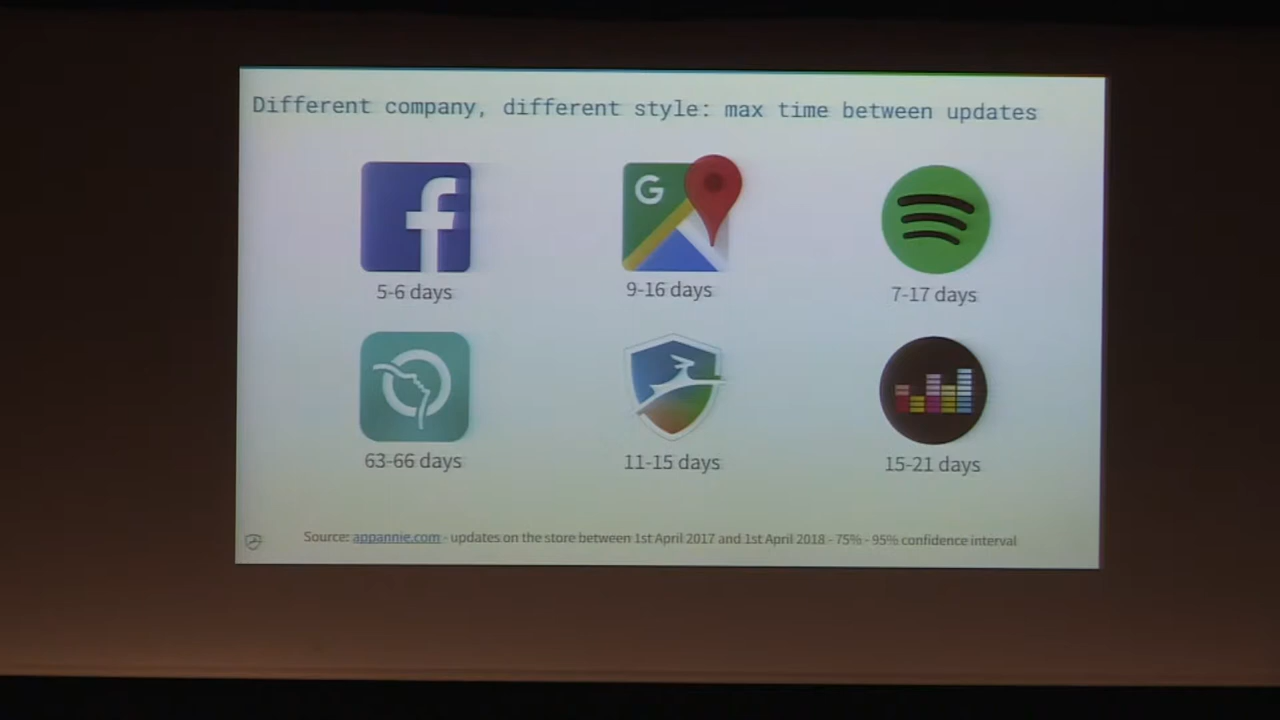 Different company, different style: max time between updates
G
5-6 days
9-16 days
7-17 days
63-66 days
11-15 days
15-21 days
Source: appannie.com - updates on the store between 1st April 2017 and 1st April 2018 - 75% - 95% confidence interval